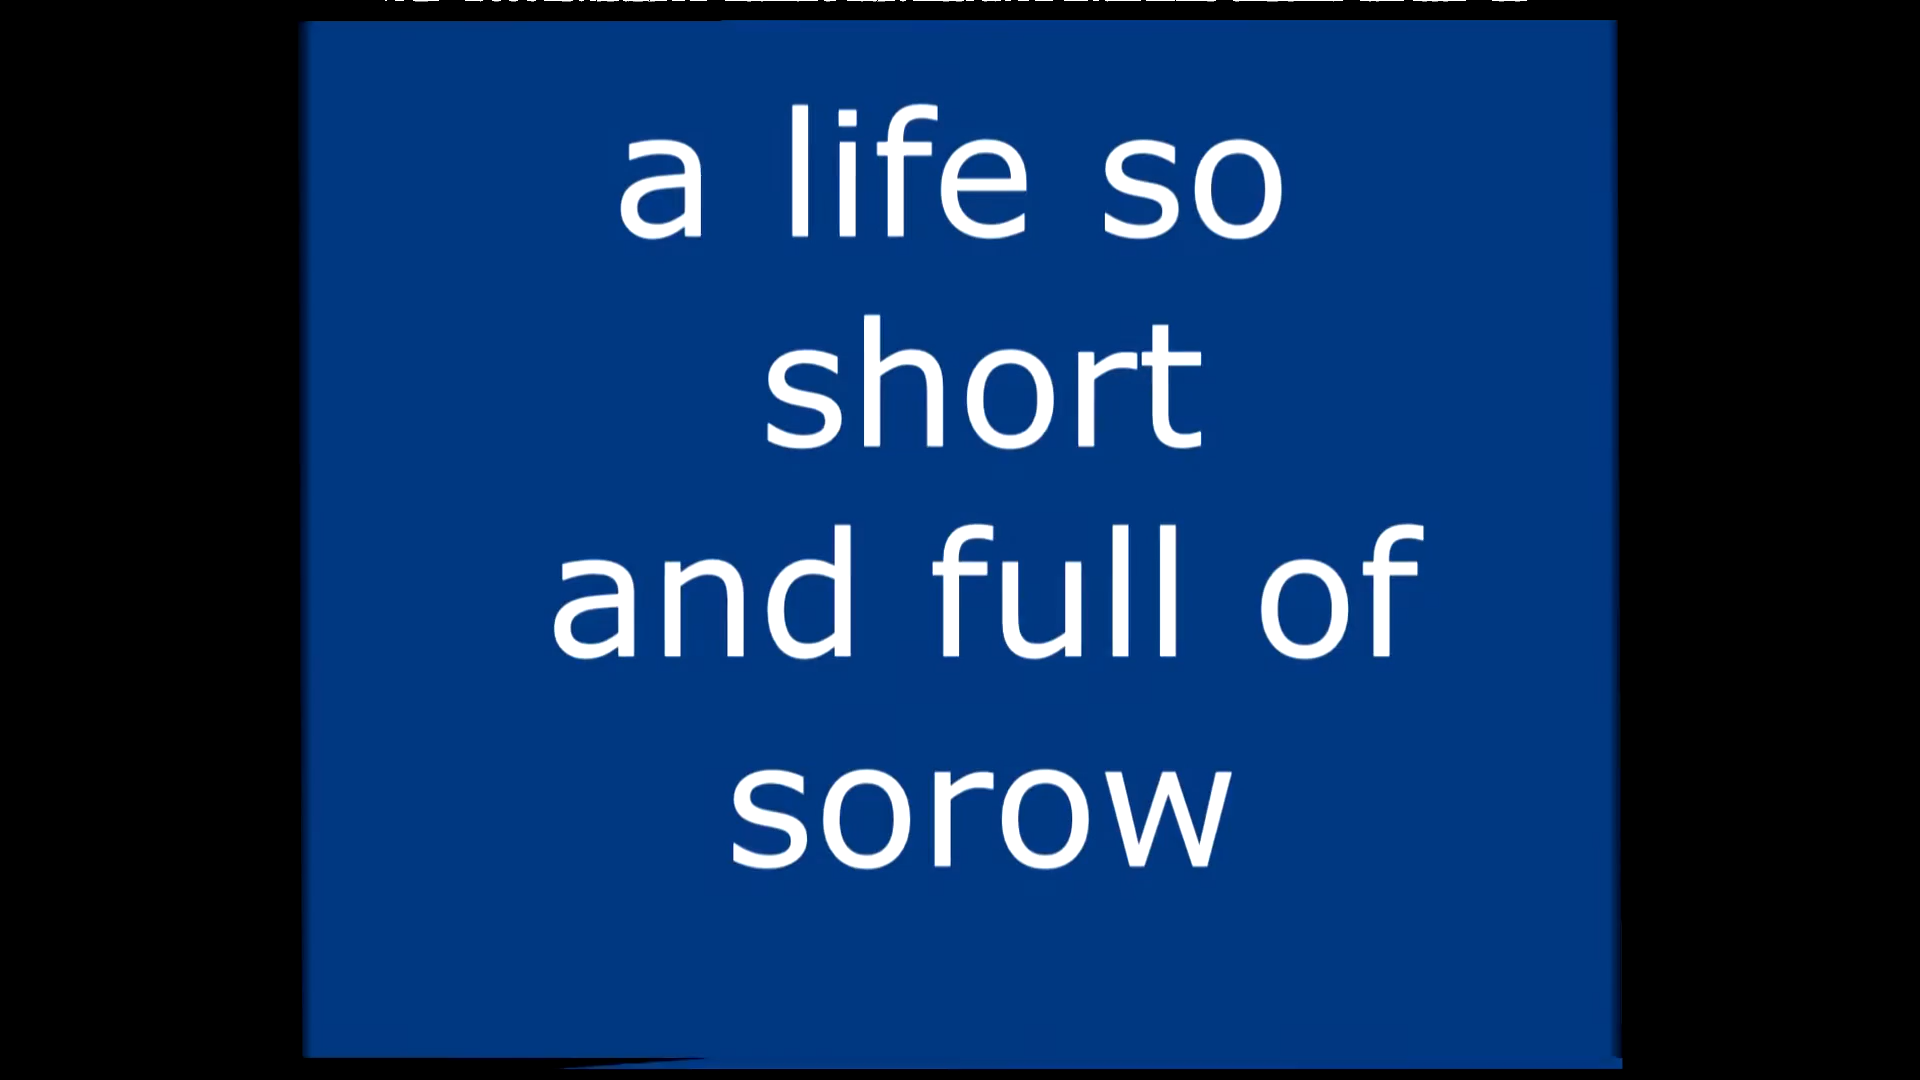 a life so
short
and full of
sorow